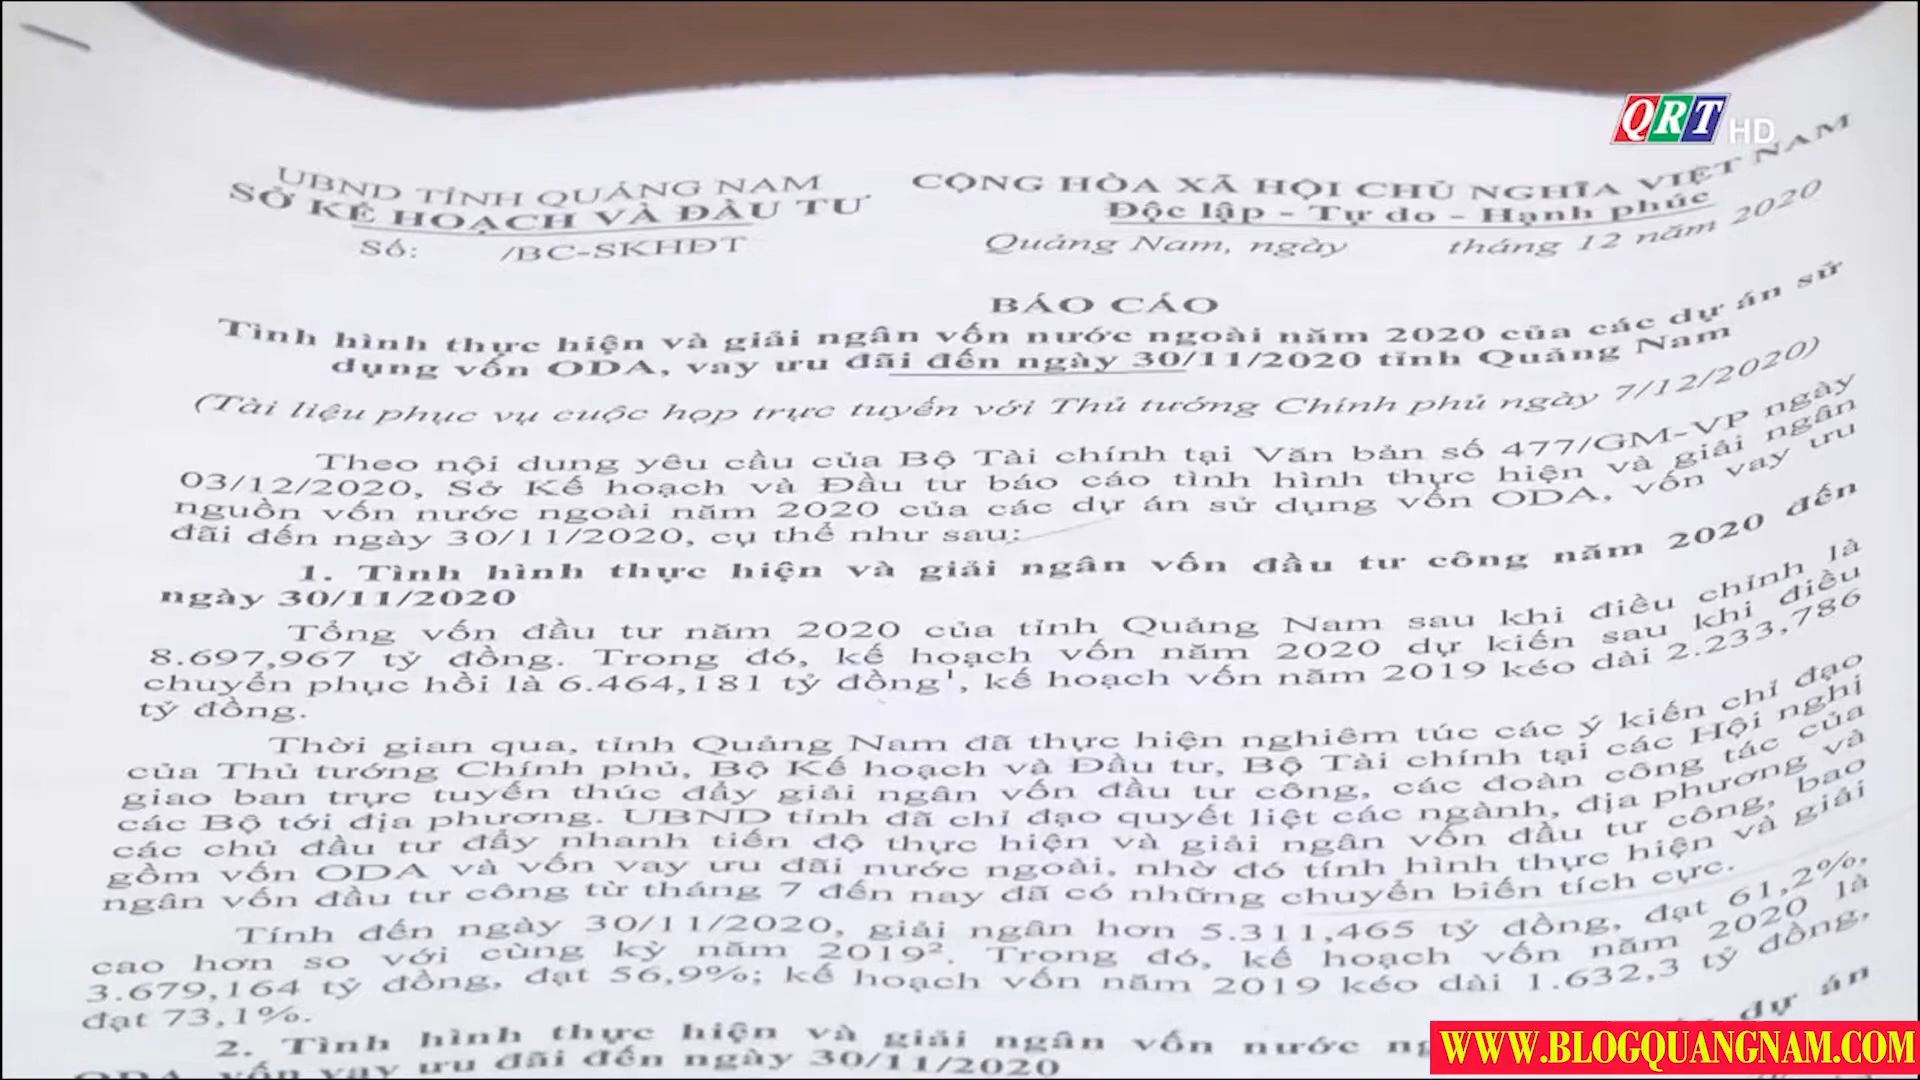 QRT HD
UBND TỈNH QUẢNG NAM
SỞ KẾ HOẠCH VÀ ĐẦU TƯ
Số: /BC-SKHĐT
CỘNG HÒA XÃ HỘI CHỦ NGHĨA VIỆT NAM
Độc lập - Tự do - Hạnh phúc
Quảng Nam, ngày tháng 12 năm 2020
BÁO CÁO
Tình hình thực hiện và giải ngân vốn nước ngoài năm 2020 của các dự án sử
dụng vốn ODA, vay ưu đãi đến ngày 30/11/2020 tỉnh Quảng Nam
(Tài liệu phục vụ cuộc họp trực tuyến với Thủ tướng Chính phủ ngày 7/12/2020)
Theo nội dung yêu cầu của Bộ Tài chính tại Văn bản số 477/GM-VP ngày
03/12/2020, Sở Kế hoạch và Đầu tư báo cáo tình hình thực hiện và giải ngân
nguồn vốn nước ngoài năm 2020 của các dự án sử dụng vốn ODA, vốn vay ưu
đãi đến ngày 30/11/2020, cụ thể như sau:
1. Tình hình thực hiện và giải ngân vốn đầu tư công năm 2020 đến
ngày 30/11/2020
Tổng vốn đầu tư năm 2020 của tỉnh Quảng Nam sau khi điều chỉnh là
8.697,967 tỷ đồng. Trong đó, kế hoạch vốn năm 2020 dự kiến sau khi điều
chuyển phục hồi là 6.464,181 tỷ đồng¹, kế hoạch vốn năm 2019 kéo dài 2.233,786
tỷ đồng.
Thời gian qua, tỉnh Quảng Nam đã thực hiện nghiêm túc các ý kiến chỉ đạo
của Thủ tướng Chính phủ, Bộ Kế hoạch và Đầu tư, Bộ Tài chính tại các Hội nghị
giao ban trực tuyến thúc đẩy giải ngân vốn đầu tư công, các đoàn công tác của
các Bộ tới địa phương. UBND tỉnh đã chỉ đạo quyết liệt các ngành, địa phương và
các chủ đầu tư đẩy nhanh tiến độ thực hiện và giải ngân vốn đầu tư công, bao
gồm vốn ODA và vốn vay ưu đãi nước ngoài, nhờ đó tính hình thực hiện và giải
ngân vốn đầu tư công từ tháng 7 đến nay đã có những chuyển biến tích cực.
Tính đến ngày 30/11/2020, giải ngân hơn 5.311,465 tỷ đồng, đạt 61,2%,
cao hơn so với cùng kỳ năm 2019². Trong đó, kế hoạch vốn năm 2020 là
3.679,164 tỷ đồng, đạt 56,9%; kế hoạch vốn năm 2019 kéo dài 1.632,3 tỷ đồng,
đạt 73,1%.
2. Tình hình thực hiện và giải ngân vốn nước dự án
ODA, vốn vay ưu đãi đến ngày 30/11/2020
WWW.BLOGQUANGNAM.COM